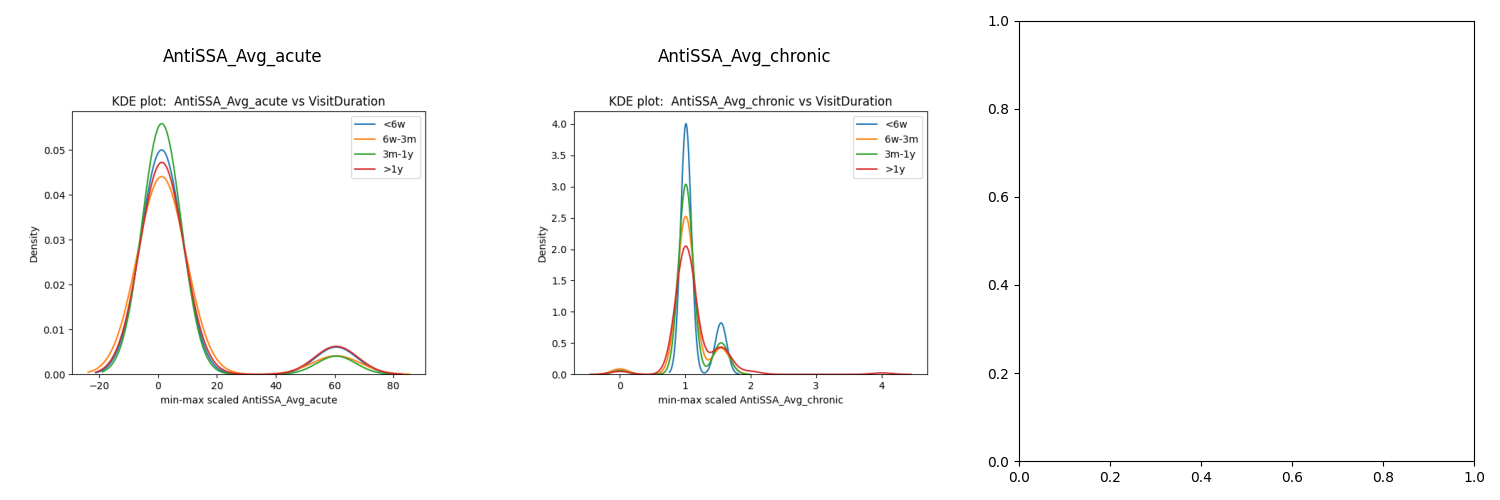 AntiSSA_Avg_acute
KDE plot:  AntiSSA_Avg_acute vs VisitDuration
<6w
6w-3m
3m-1y
>1y
Density
0.05
0.04
0.03
0.02
0.01
0.00
−20 0 20 40 60 80
min-max scaled AntiSSA_Avg_acute
AntiSSA_Avg_chronic
KDE plot:  AntiSSA_Avg_chronic vs VisitDuration
<6w
6w-3m
3m-1y
>1y
Density
4.0
3.5
3.0
2.5
2.0
1.5
1.0
0.5
0.0
0 1 2 3 4
min-max scaled AntiSSA_Avg_chronic
1.0
0.8
0.6
0.4
0.2
0.0
0.0 0.2 0.4 0.6 0.8 1.0